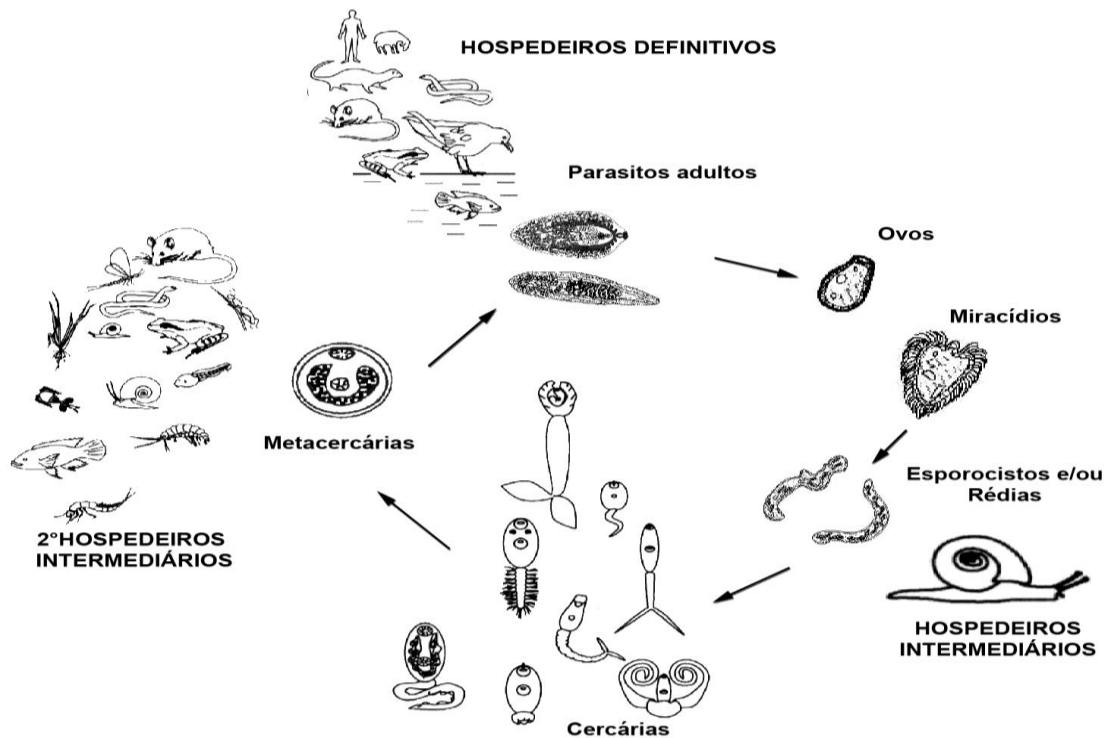 HOSPEDEIROS DEFINITIVOS
Parasitos adultos
Ovos
Miracídios
Esporocistos e/ou
Rédias
HOSPEDEIROS
INTERMEDIÁRIOS
Cercárias
Metacercárias
2°HOSPEDEIROS
INTERMEDIÁRIOS